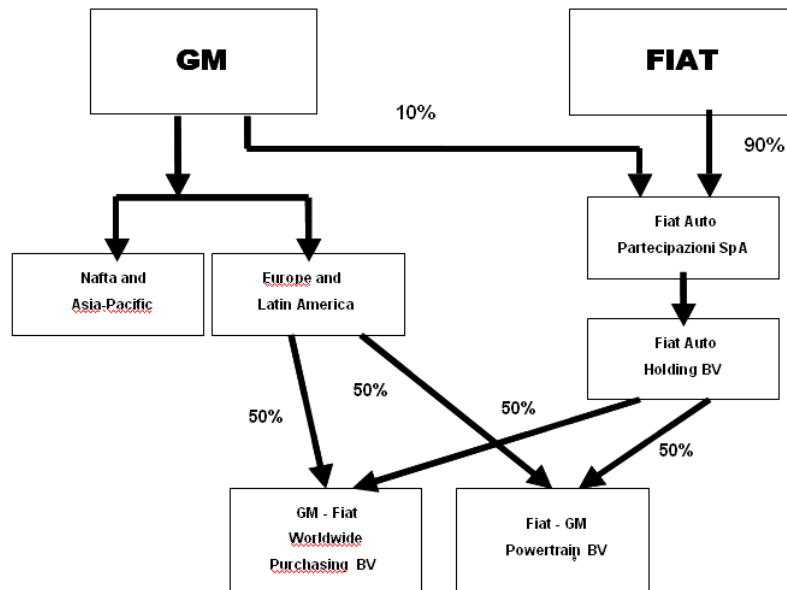 GM
FIAT
10%
90%
Fiat Auto
Partecipazioni SpA
Nafta and
Asia-Pacific
Europe and
Latin America
Fiat Auto
Holding BV
50%
50%
50%
50%
GM - Fiat
Worldwide
Purchasing BV
Fiat - GM
Powertrain BV